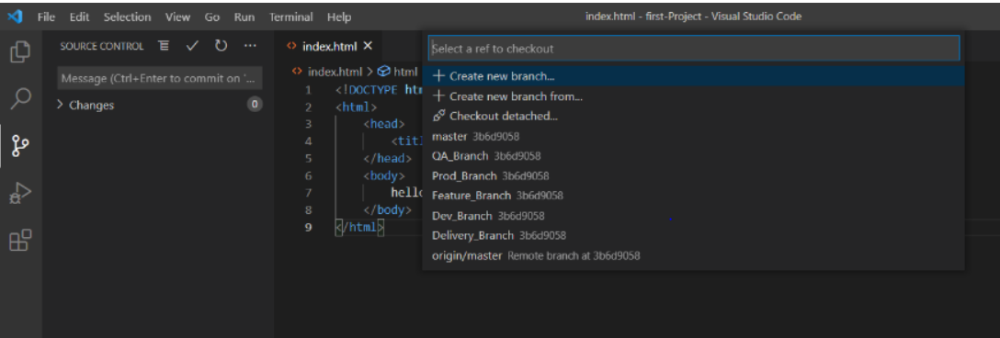 File Edit Selection View Go Run Terminal Help
index.html - first-Project - Visual Studio Code
SOURCE CONTROL
Message (Ctrl+Enter to commit on '...
Changes 0
index.html
index.html > html
1 <!DOCTYPE
2 <html>
3 <head>
4
5 </head>
6 <body>
7
8 </body>
9 </html>
Select a ref to checkout
Create new branch...
Create new branch from...
Checkout detached...
master 3b6d9058
QA_Branch 3b6d9058
Prod_Branch 3b6d9058
Feature_Branch 3b6d9058
Dev_Branch 3b6d9058
Delivery_Branch 3b6d9058
origin/master Remote branch at 3b6d9058